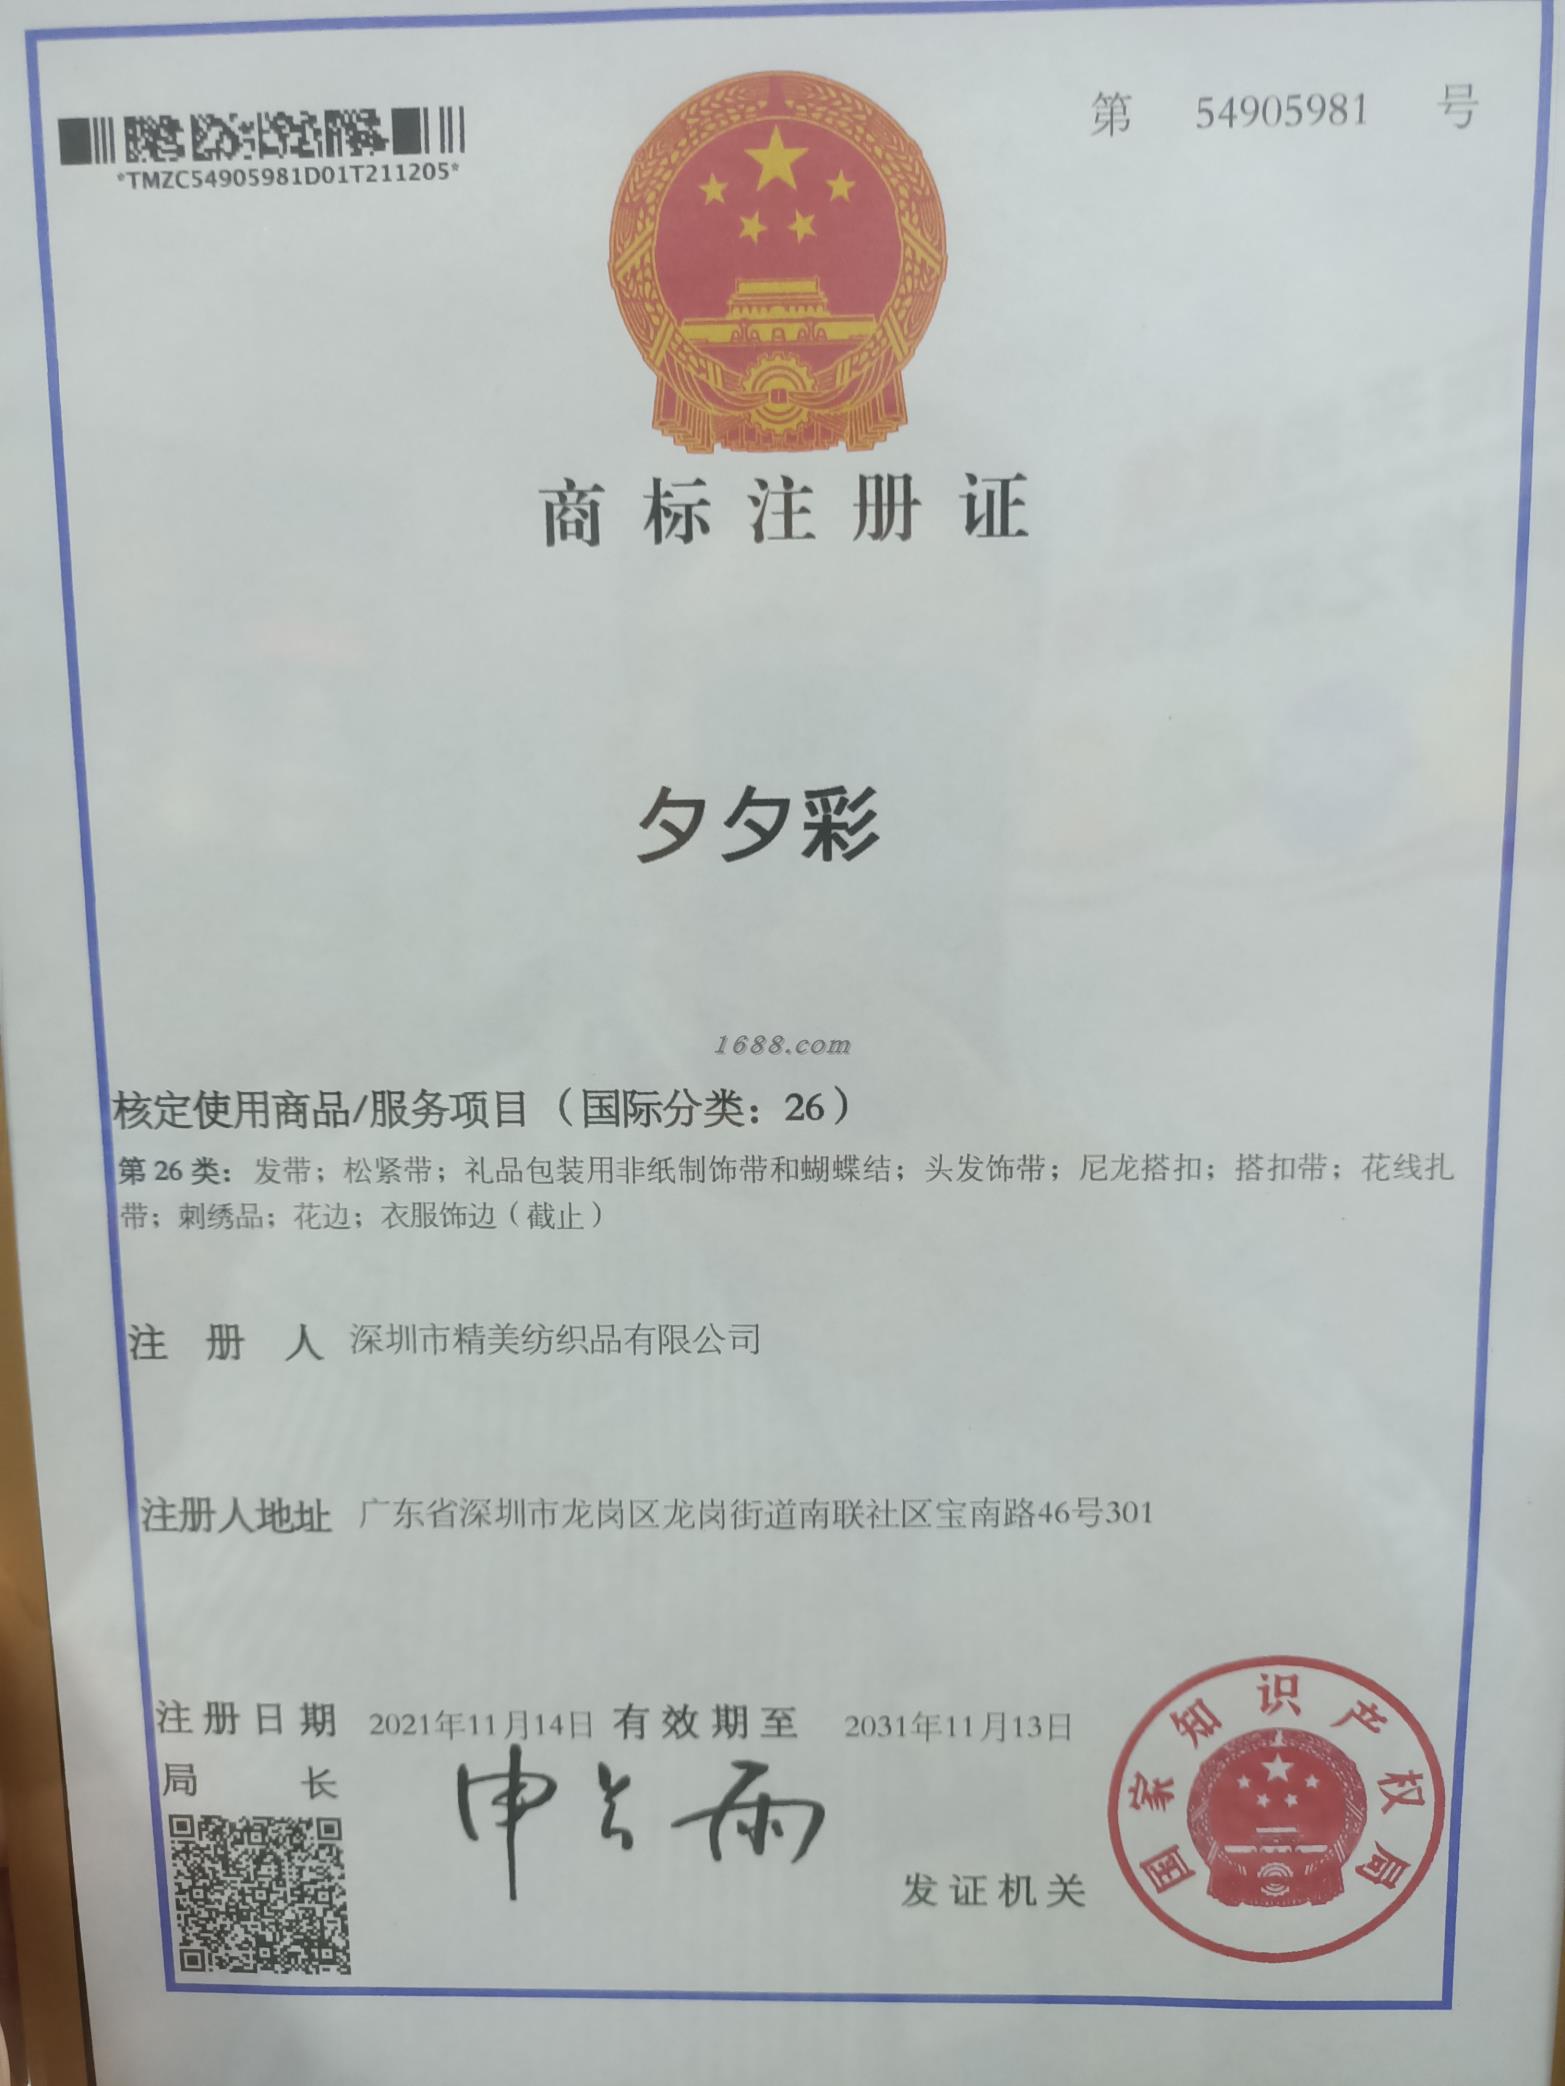 第 54905981 号
*TMZC54905981D01T211205*
商标注册证
夕夕彩
1688.com
核定使用商品/服务项目（国际分类：26）
第 26 类：发带；松紧带；礼品包装用非纸制饰带和蝴蝶结；头发饰带；尼龙搭扣；搭扣带；花线扎
带；刺绣品；花边；衣服饰边（截止）
注册人 深圳市精美纺织品有限公司
注册人地址 广东省深圳市龙岗区龙岗街道南联社区宝南路46号301
注册日期 2021年11月14日 有效期至 2031年11月13日
局长 申长雨
发证机关
国家知识产权局